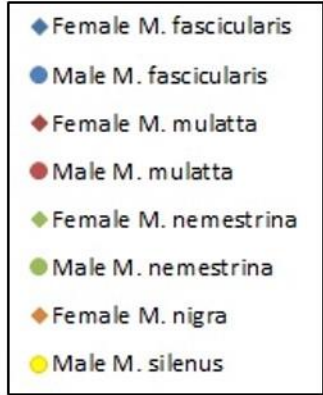 Female M. fascicularis
Male M. fascicularis
Female M. mulatta
Male M. mulatta
Female M. nemestrina
Male M. nemestrina
Female M. nigra
Male M. silenus